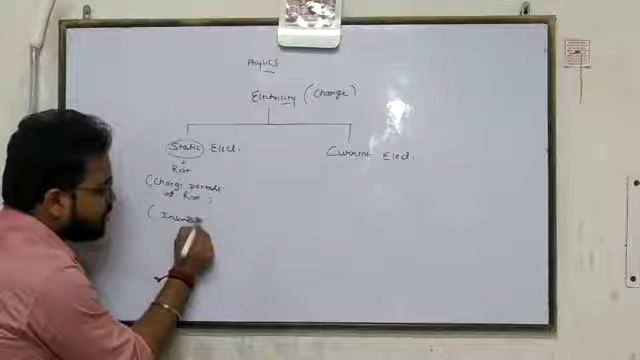 Physics
Electricity (Charge)
Static Elect.
Current Elect.
Rest
(Charge particle
at Rest)
(